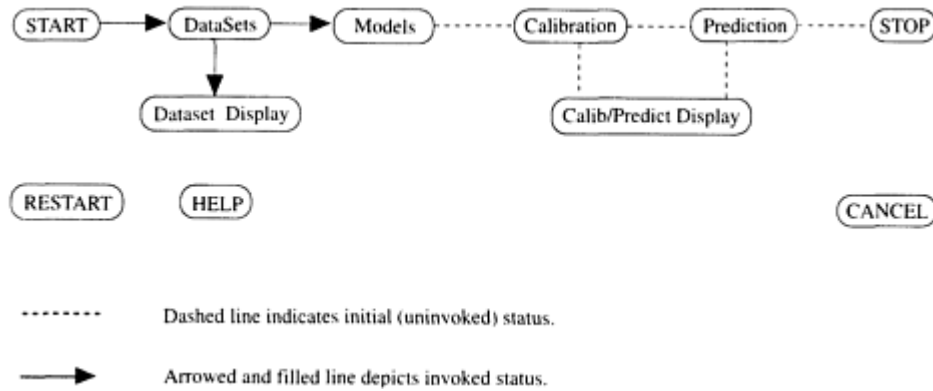 START DataSets Models Calibration Prediction STOP
Dataset Display Calib/Predict Display
RESTART HELP CANCEL
Dashed line indicates initial (uninvoked) status.
Arrowed and filled line depicts invoked status.